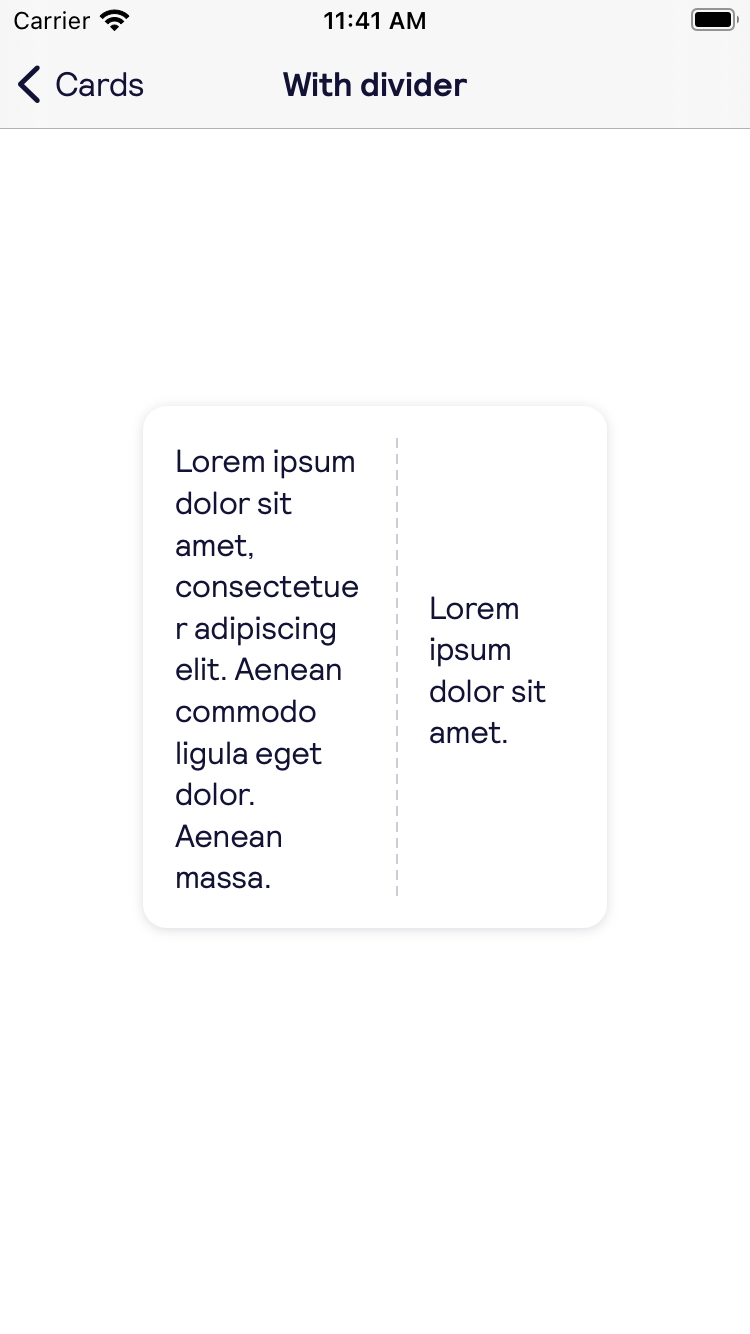 Carrier 11:41 AM
Cards With divider
Lorem ipsum
dolor sit
amet,
consectetue
r adipiscing
elit. Aenean
commodo
ligula eget
dolor.
Aenean
massa.
Lorem
ipsum
dolor sit
amet.